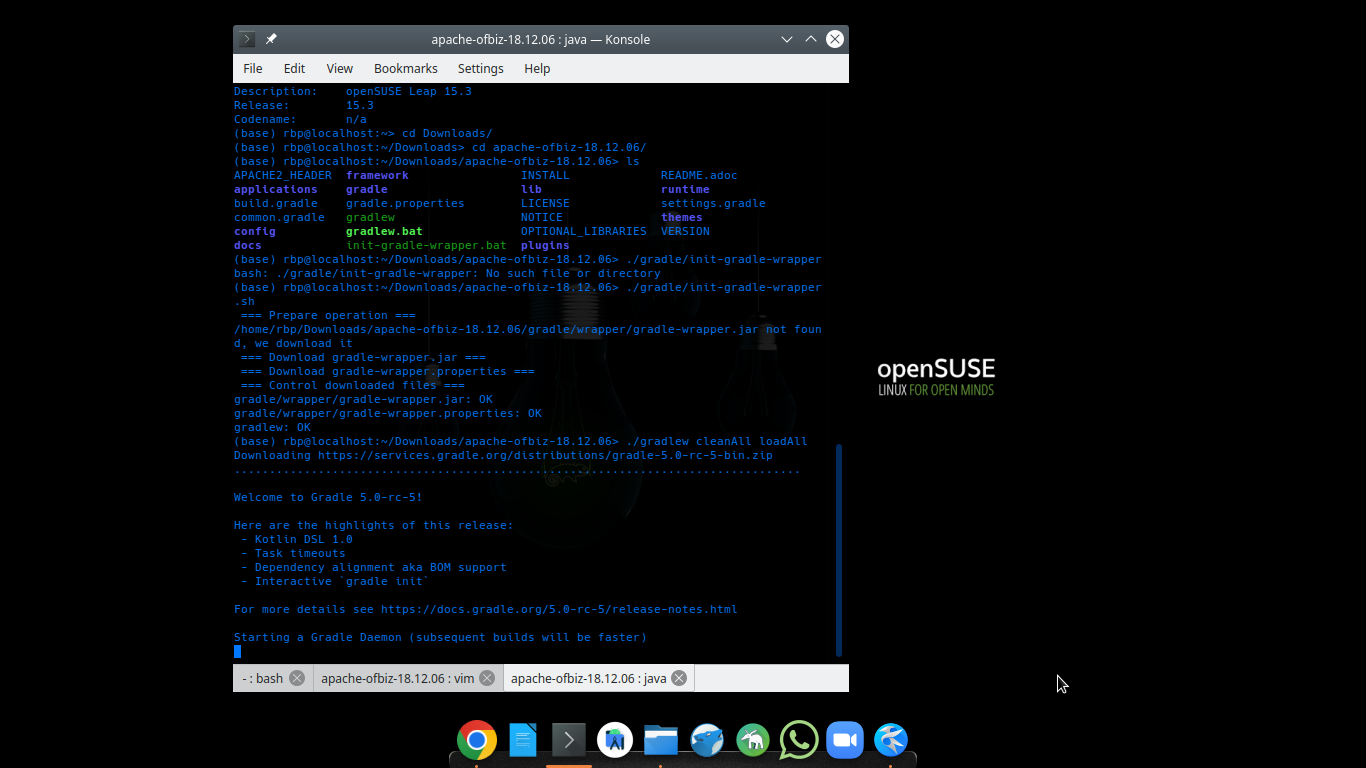 apache-ofbiz-18.12.06 : java — Konsole
File Edit View Bookmarks Settings Help
Description: openSUSE Leap 15.3
Release: 15.3
Codename: n/a
(base) rbp@localhost:~> cd Downloads/
(base) rbp@localhost:~/Downloads> cd apache-ofbiz-18.12.06/
(base) rbp@localhost:~/Downloads/apache-ofbiz-18.12.06> ls
APACHE2_HEADER framework INSTALL README.adoc
applications gradle lib runtime
build.gradle gradle.properties LICENSE settings.gradle
common.gradle gradlew NOTICE themes
config gradlew.bat OPTIONAL_LIBRARIES VERSION
docs init-gradle-wrapper.bat plugins
(base) rbp@localhost:~/Downloads/apache-ofbiz-18.12.06> ./gradle/init-gradle-wrapper
bash: ./gradle/init-gradle-wrapper: No such file or directory
(base) rbp@localhost:~/Downloads/apache-ofbiz-18.12.06> ./gradle/init-gradle-wrapper
.sh
=== Prepare operation ===
/home/rbp/Downloads/apache-ofbiz-18.12.06/gradle/wrapper/gradle-wrapper.jar not foun
d, we download it
=== Download gradle-wrapper.jar ===
=== Download gradle-wrapper.properties ===
=== Control downloaded files ===
gradle/wrapper/gradle-wrapper.jar: OK
gradle/wrapper/gradle-wrapper.properties: OK
gradlew: OK
(base) rbp@localhost:~/Downloads/apache-ofbiz-18.12.06> ./gradlew cleanAll loadAll
Downloading https://services.gradle.org/distributions/gradle-5.0-rc-5-bin.zip
.................................................................................
Welcome to Gradle 5.0-rc-5!
Here are the highlights of this release:
- Kotlin DSL 1.0
- Task timeouts
- Dependency alignment aka BOM support
- Interactive `gradle init`
For more details see https://docs.gradle.org/5.0-rc-5/release-notes.html
Starting a Gradle Daemon (subsequent builds will be faster)
- : bash apache-ofbiz-18.12.06 : vim apache-ofbiz-18.12.06 : java
openSUSE
LINUX FOR OPEN MINDS